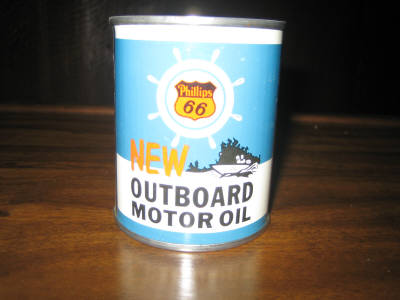 Phillips
66
NEW
OUTBOARD
MOTOR OIL